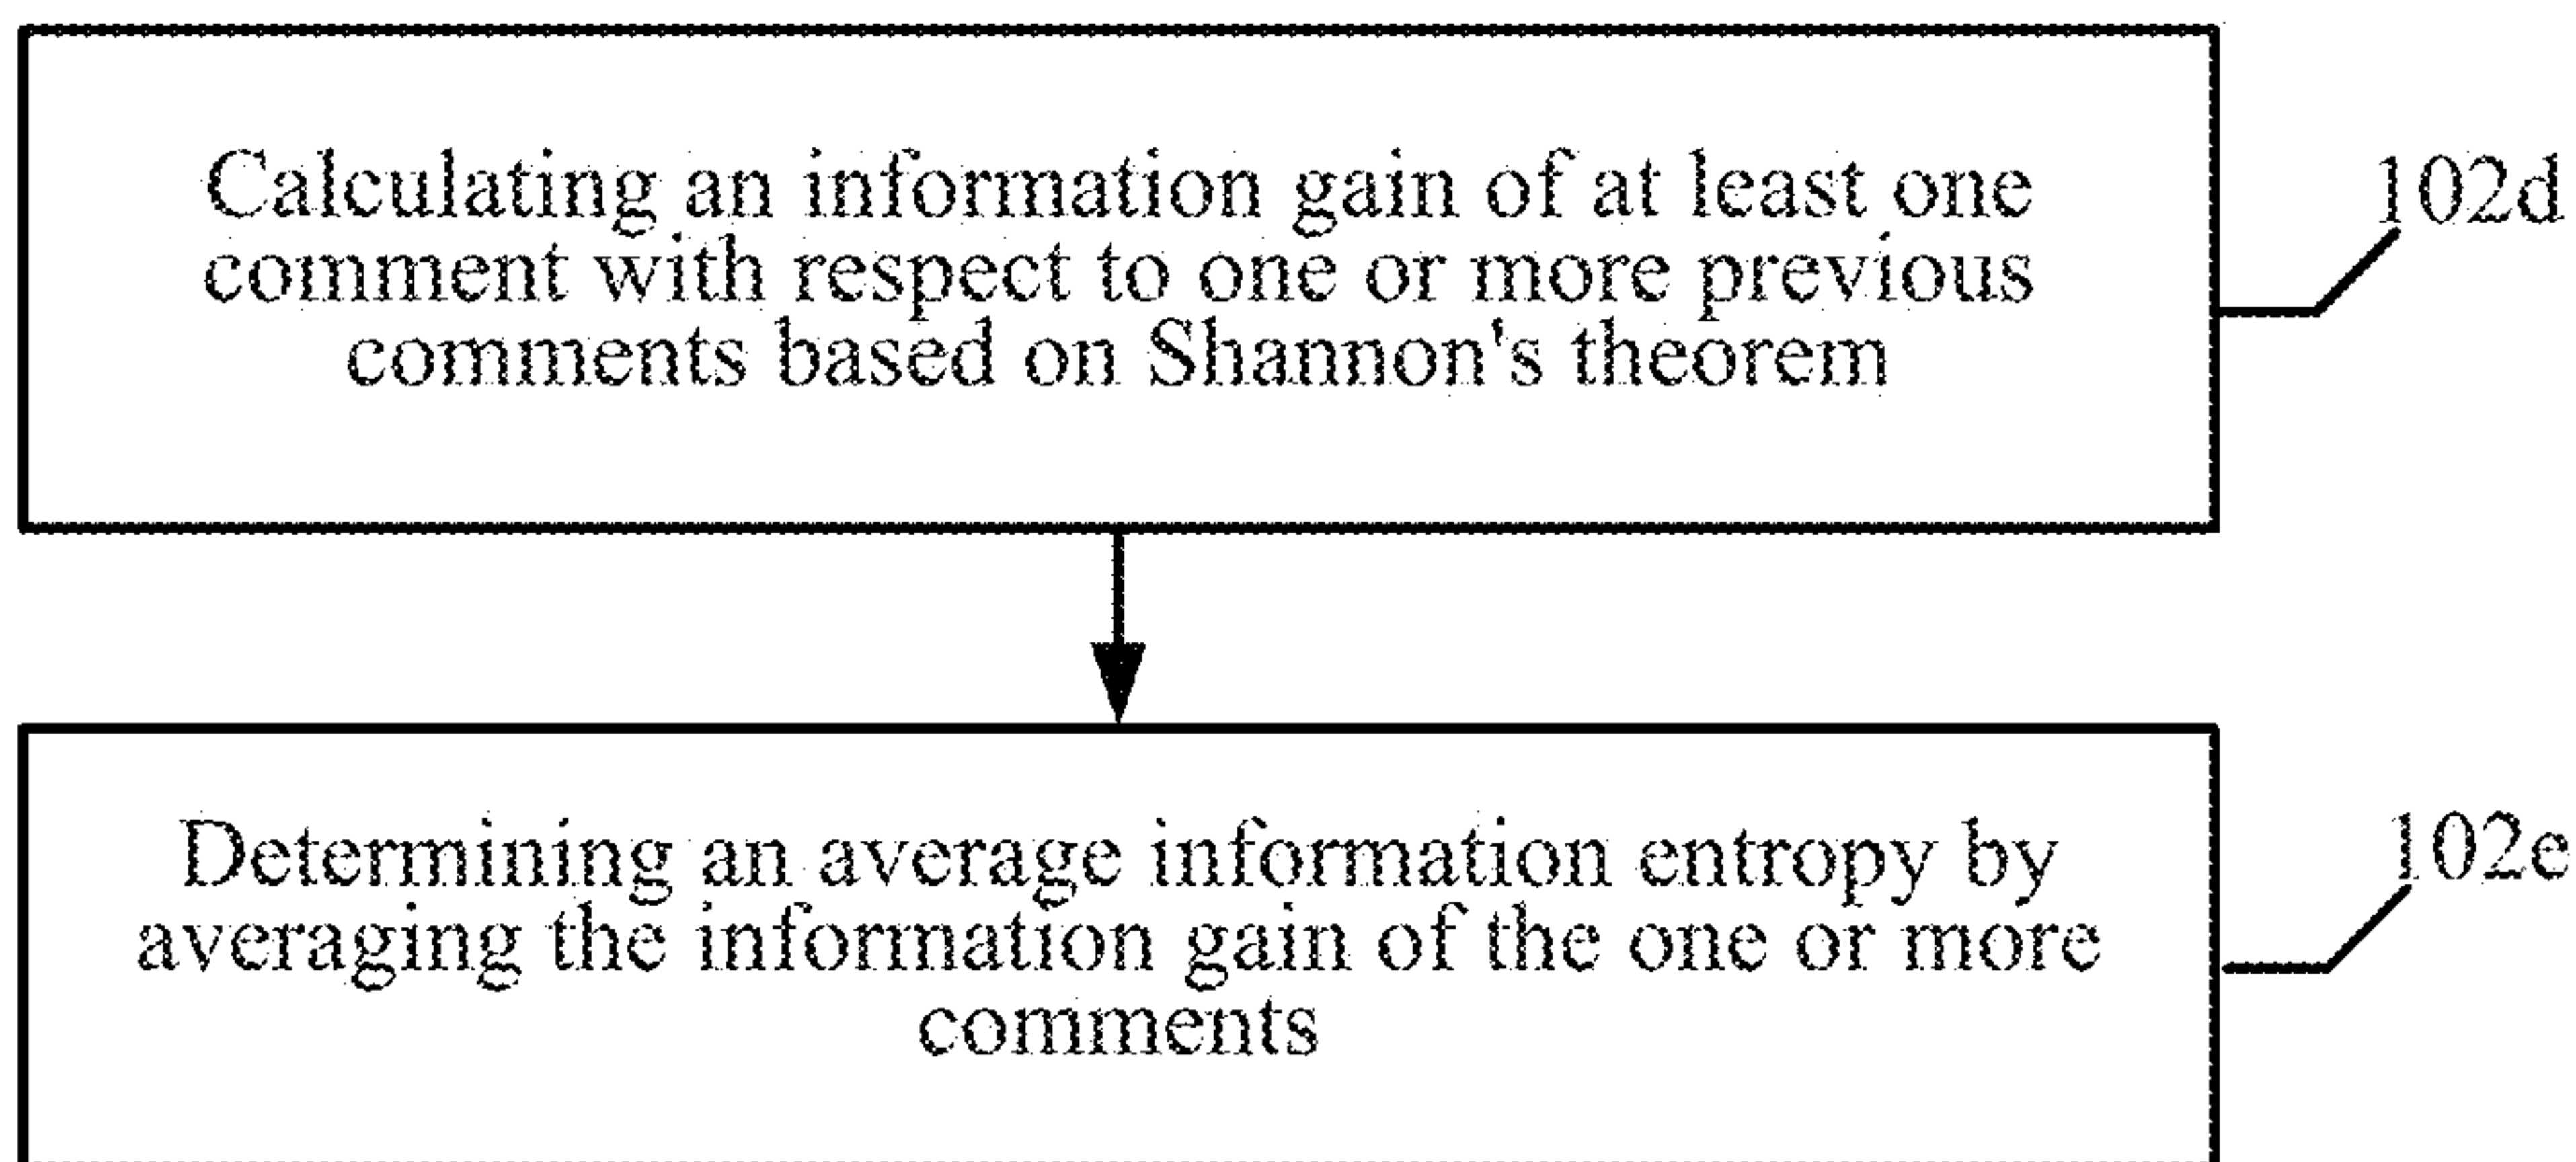 Calculating an information gain of at least one
comment with respect to one or more previous
comments based on Shannon's theorem
102d
Determining an average information entropy by
averaging the information gain of the one or more
comments
102e